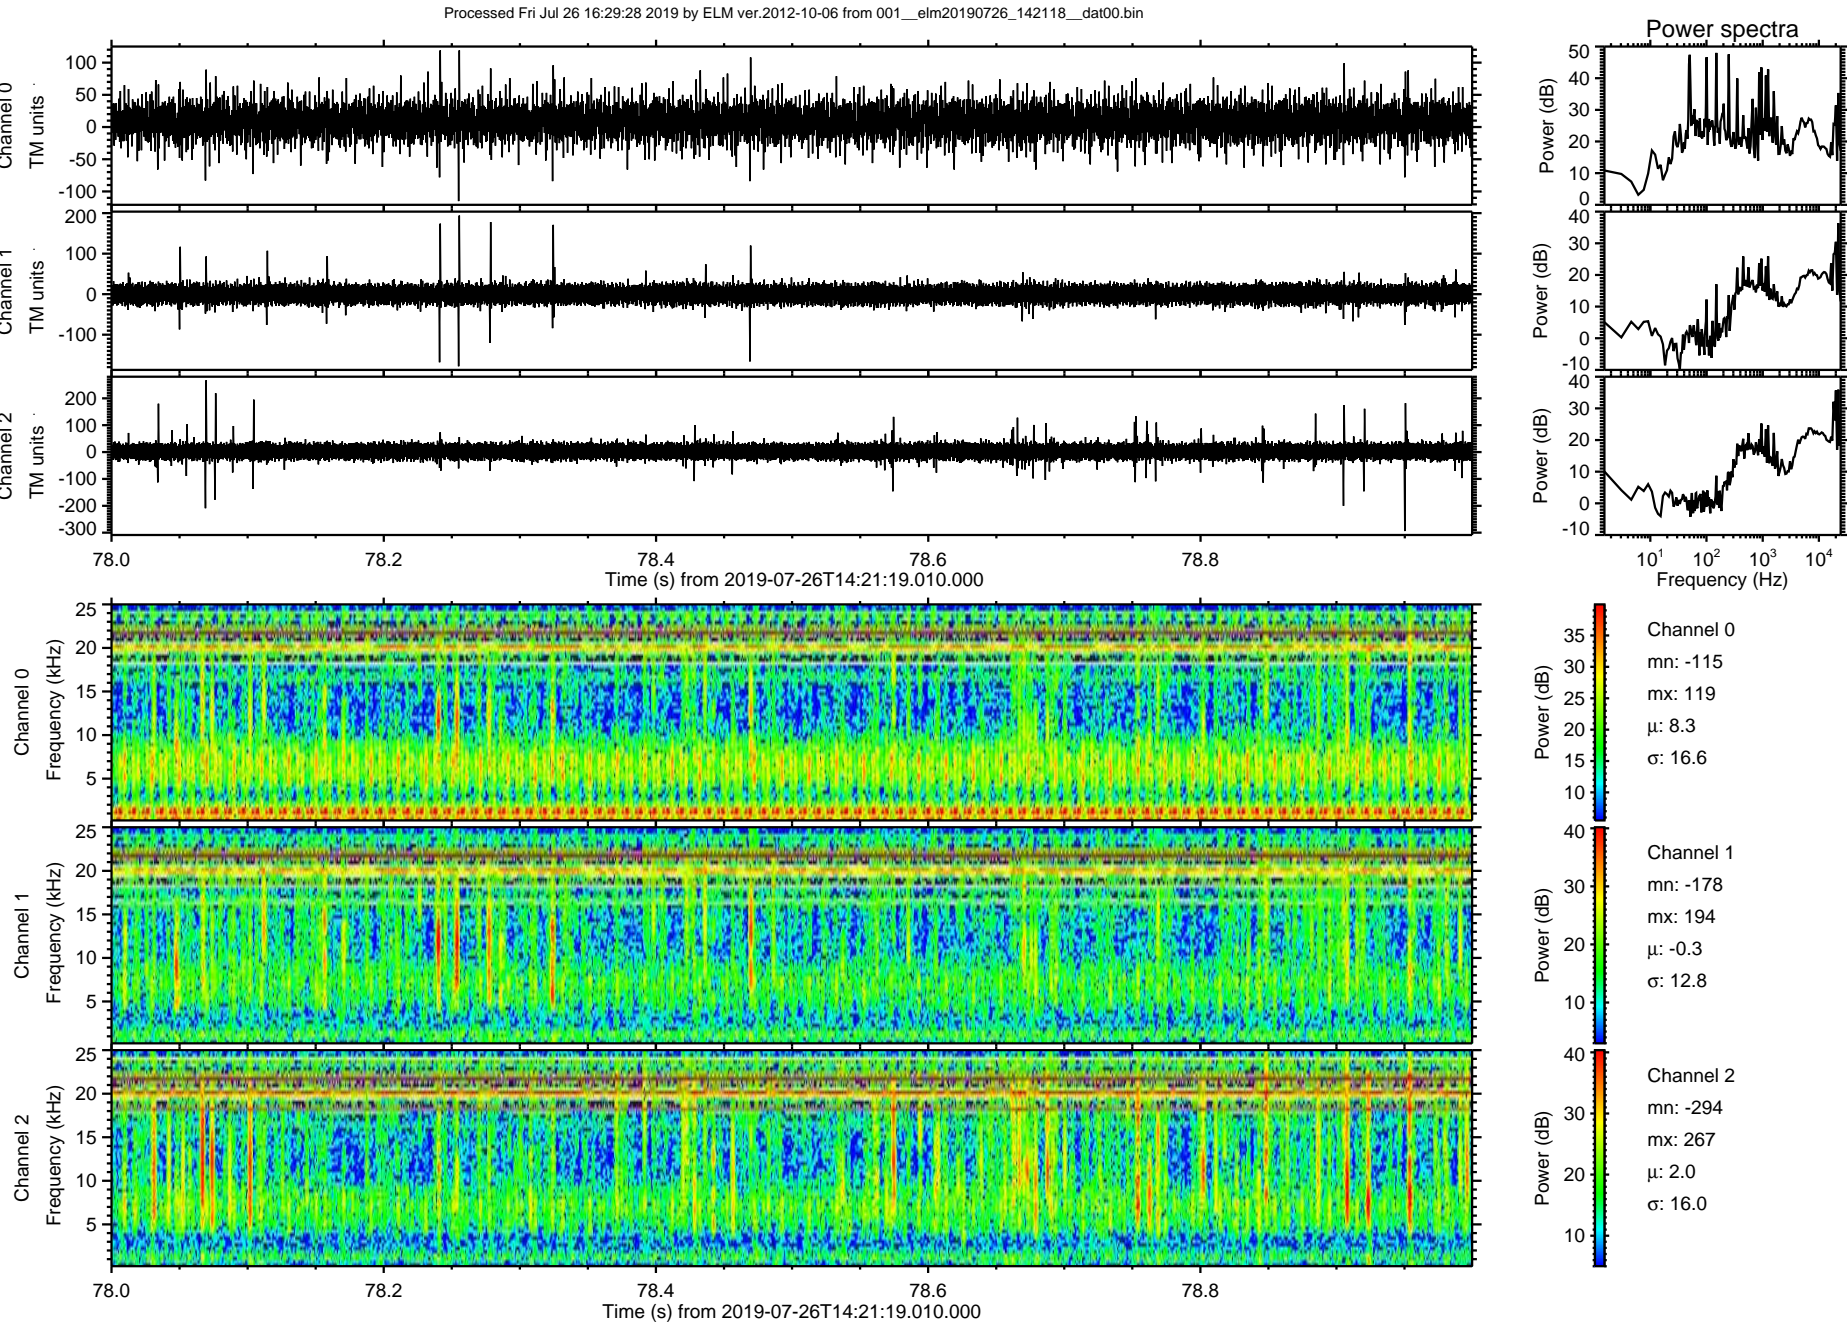 Processed Fri Jul 26 16:29:28 2019 by ELM ver.2012-10-06 from 001__elm20190726_142118__dat00.bin
Power spectra
Channel 0
TM units
100
50
0
-50
-100
Power (dB)
50
40
30
20
10
0
Channel 1
TM units
200
100
0
-100
Power (dB)
40
30
20
10
0
-10
Channel 2
TM units
200
100
0
-100
-200
-300
Power (dB)
40
30
20
10
0
-10
78.0 78.2 78.4 78.6 78.8
Time (s) from 2019-07-26T14:21:19.010.000
10¹ 10² 10³ 10⁴
Frequency (Hz)
Channel 0
Frequency (kHz)
25
20
15
10
5
Power (dB)
35
30
25
20
15
10
Channel 0
mn: -115
mx: 119
μ: 8.3
σ: 16.6
Channel 1
Frequency (kHz)
25
20
15
10
5
Power (dB)
40
30
20
10
Channel 1
mn: -178
mx: 194
μ: -0.3
σ: 12.8
Channel 2
Frequency (kHz)
25
20
15
10
5
Power (dB)
40
30
20
10
Channel 2
mn: -294
mx: 267
μ: 2.0
σ: 16.0
78.0 78.2 78.4 78.6 78.8
Time (s) from 2019-07-26T14:21:19.010.000